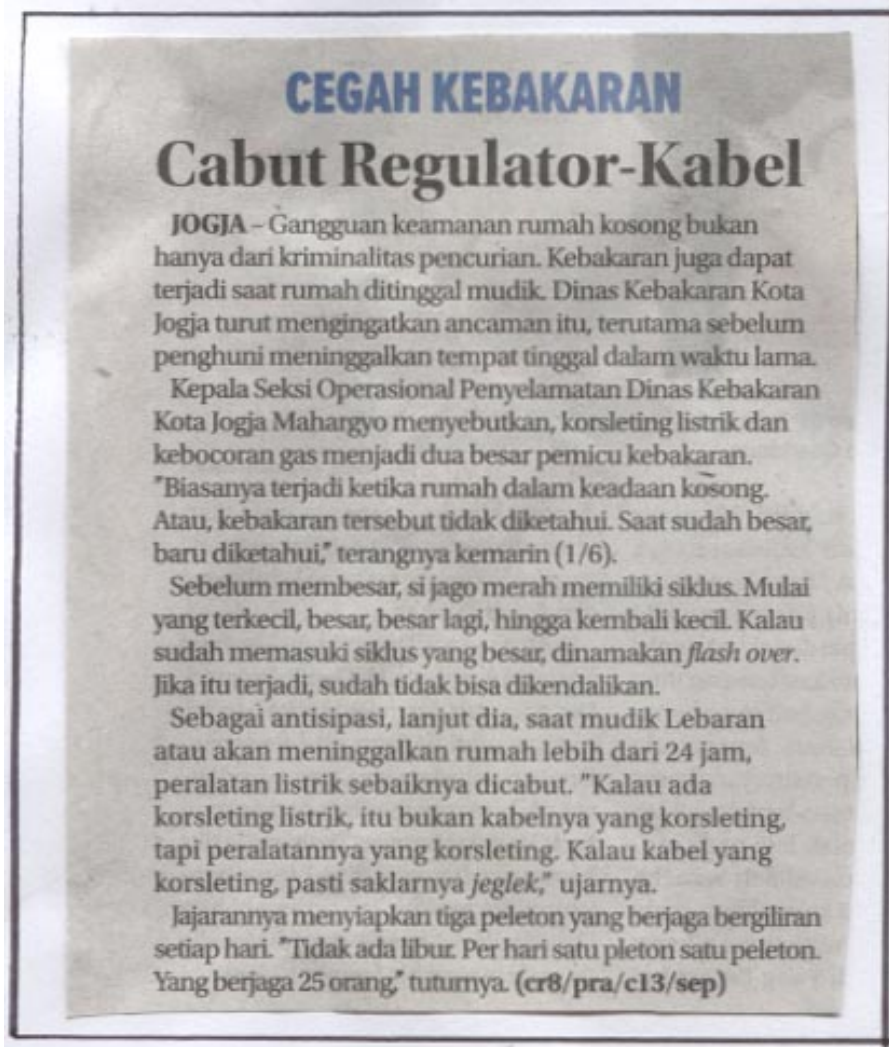 CEGAH KEBAKARAN
Cabut Regulator-Kabel
JOGJA – Gangguan keamanan rumah kosong bukan
hanya dari kriminalitas pencurian. Kebakaran juga dapat
terjadi saat rumah ditinggal mudik. Dinas Kebakaran Kota
Jogja turut mengingatkan ancaman itu, terutama sebelum
penghuni meninggalkan tempat tinggal dalam waktu lama.
Kepala Seksi Operasional Penyelamatan Dinas Kebakaran
Kota Jogja Mahargyo menyebutkan, korsleting listrik dan
kebocoran gas menjadi dua besar pemicu kebakaran.
"Biasanya terjadi ketika rumah dalam keadaan kosong.
Atau, kebakaran tersebut tidak diketahui. Saat sudah besar,
baru diketahui," terangnya kemarin (1/6).
Sebelum membesar, si jago merah memiliki siklus. Mulai
yang terkecil, besar, besar lagi, hingga kembali kecil. Kalau
sudah memasuki siklus yang besar, dinamakan flash over.
Jika itu terjadi, sudah tidak bisa dikendalikan.
Sebagai antisipasi, lanjut dia, saat mudik Lebaran
atau akan meninggalkan rumah lebih dari 24 jam,
peralatan listrik sebaiknya dicabut. "Kalau ada
korsleting listrik, itu bukan kabelnya yang korsleting,
tapi peralatannya yang korsleting. Kalau kabel yang
korsleting, pasti saklarnya jeglek," ujarnya.
Jajarannya menyiapkan tiga peleton yang berjaga bergiliran
setiap hari. "Tidak ada libur. Per hari satu pleton satu peleton.
Yang berjaga 25 orang," tuturnya. (cr8/pra/c13/sep)